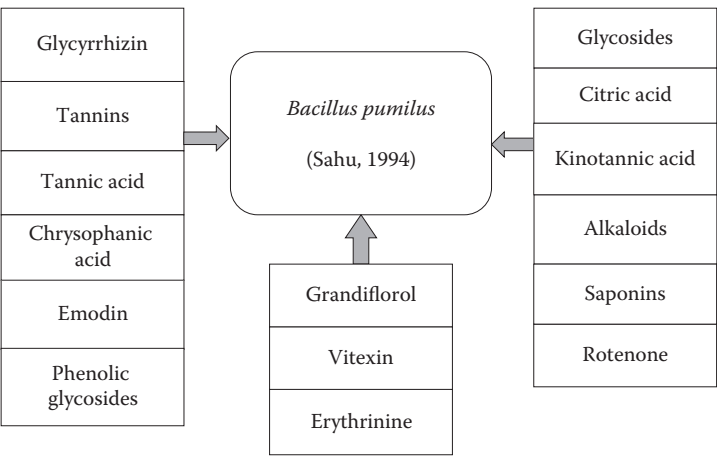 Glycyrrhizin
Tannins
Tannic acid
Chrysophanic
acid
Emodin
Phenolic
glycosides
Bacillus pumilus
(Sahu, 1994)
Grandiflorol
Vitexin
Erythrinine
Glycosides
Citric acid
Kinotannic acid
Alkaloids
Saponins
Rotenone